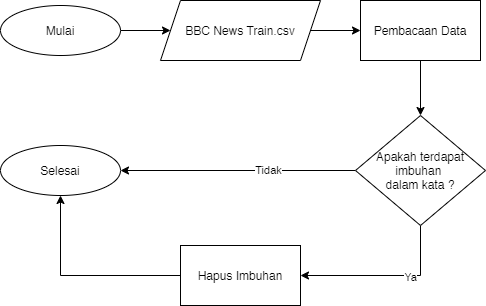 Mulai
BBC News Train.csv
Pembacaan Data
Apakah terdapat
imbuhan
dalam kata ?
Tidak
Selesai
Ya
Hapus Imbuhan